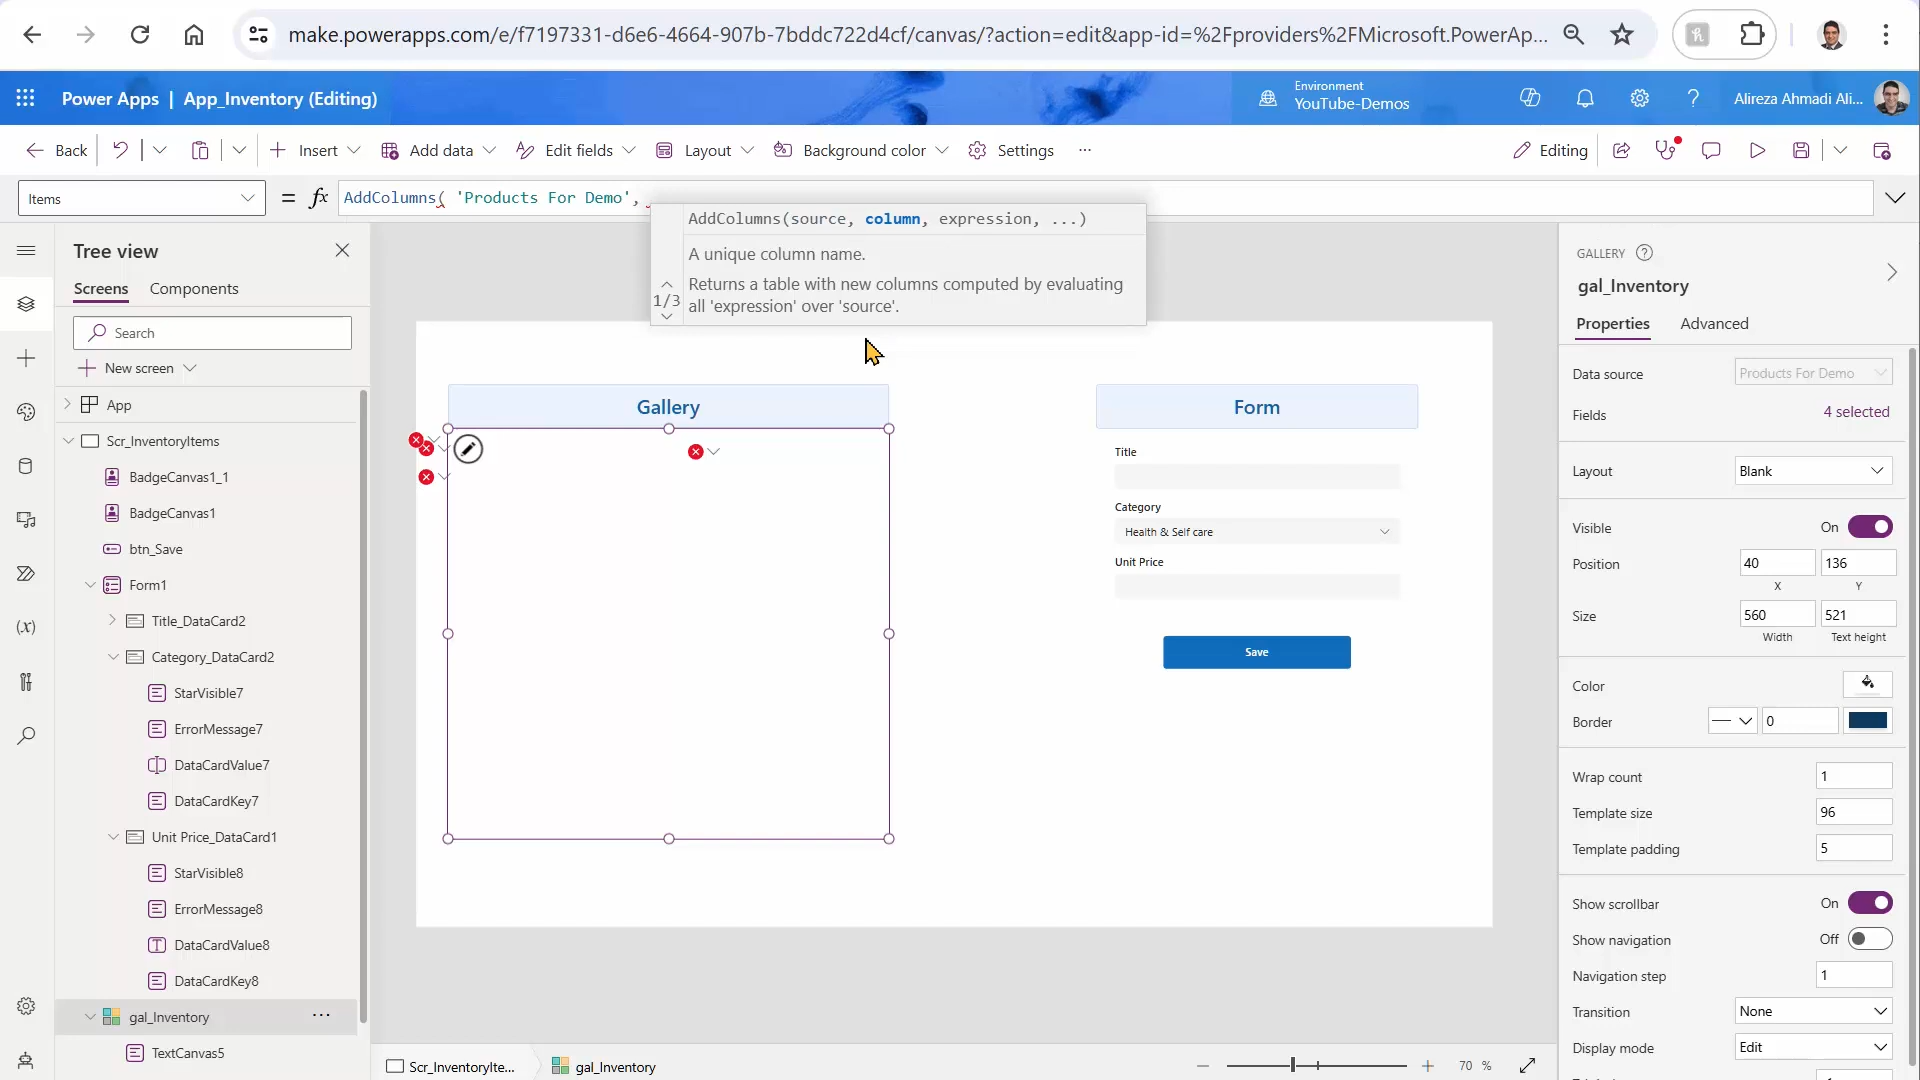 make.powerapps.com/e/f7197331-d6e6-4664-907b-7bddc722d4cf/canvas/?action=edit&app-id=%2Fproviders%2FMicrosoft.PowerAp...
Power Apps | App_Inventory (Editing)
Environment
YouTube-Demos
Alireza Ahmadi Ali...
Back
Insert
Add data
Edit fields
Layout
Background color
Settings
...
Editing
Items
= fx AddColumns( 'Products For Demo',
AddColumns(source, column, expression, ...)
A unique column name.
1/3
Returns a table with new columns computed by evaluating
all 'expression' over 'source'.
Tree view
Screens
Components
Search
New screen
App
Scr_InventoryItems
BadgeCanvas1_1
BadgeCanvas1
btn_Save
Form1
Title_DataCard2
Category_DataCard2
StarVisible7
ErrorMessage7
DataCardValue7
DataCardKey7
Unit Price_DataCard1
StarVisible8
ErrorMessage8
DataCardValue8
DataCardKey8
gal_Inventory
...
TextCanvas5
Gallery
Form
Title
Category
Health & Self care
Unit Price
Save
Scr_InventoryIte...
gal_Inventory
70 %
GALLERY
gal_Inventory
Properties
Advanced
Data source
Products For Demo
Fields
4 selected
Layout
Blank
Visible
On
Position
40
136
X
Y
Size
560
521
Width
Text height
Color
Border
0
Wrap count
1
Template size
96
Template padding
5
Show scrollbar
On
Show navigation
Off
Navigation step
1
Transition
None
Display mode
Edit